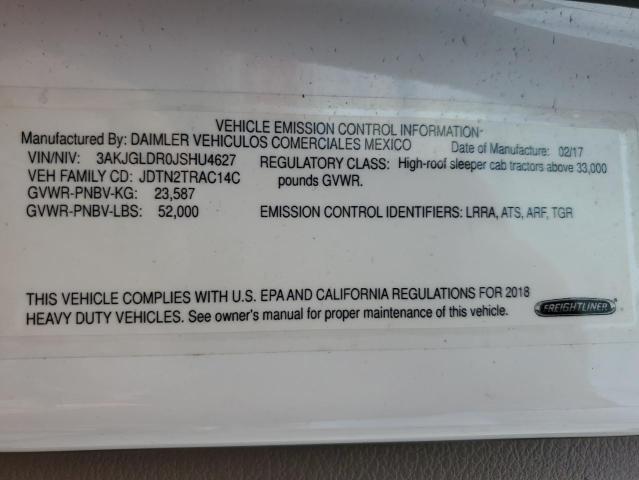 VEHICLE EMISSION CONTROL INFORMATION
Manufactured By: DAIMLER VEHICULOS COMERCIALES MEXICO Date of Manufacture: 02/17
VIN/NIV: 3AKJGLDR0JSHU4627 REGULATORY CLASS: High-roof sleeper cab tractors above 33,000
VEH FAMILY CD: JDTN2TRAC14C pounds GVWR.
GVWR-PNBV-KG: 23,587
GVWR-PNBV-LBS: 52,000 EMISSION CONTROL IDENTIFIERS: LRRA, ATS, ARF, TGR
THIS VEHICLE COMPLIES WITH U.S. EPA AND CALIFORNIA REGULATIONS FOR 2018
HEAVY DUTY VEHICLES. See owner's manual for proper maintenance of this vehicle.
FREIGHTLINER